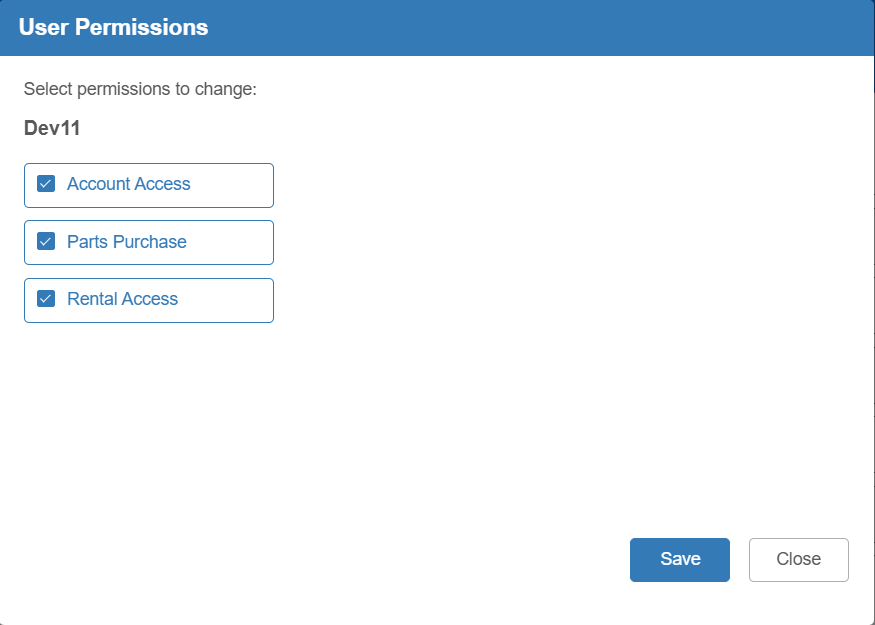 User Permissions
Select permissions to change:
Dev11
Account Access
Parts Purchase
Rental Access
Save
Close